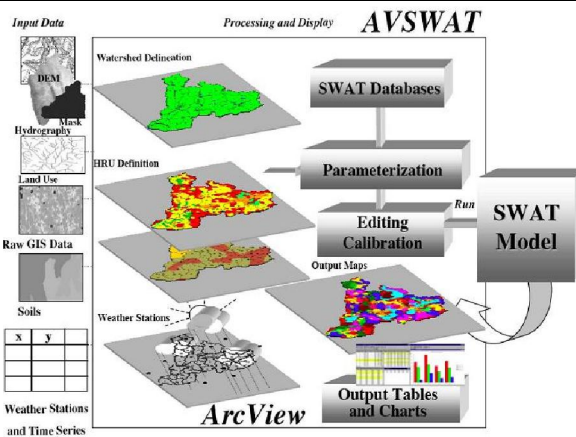 Input Data
Processing and Display
AVSWAT
Watershed Delineation
DEM
Mask
SWAT Databases
Hydrography
HRU Definition
Parameterization
Land Use
Run
SWAT
Model
Editing
Calibration
Raw GIS Data
Output Maps
Soils
Weather Stations
x y
Output Tables
and Charts
Weather Stations
and Time Series
ArcView